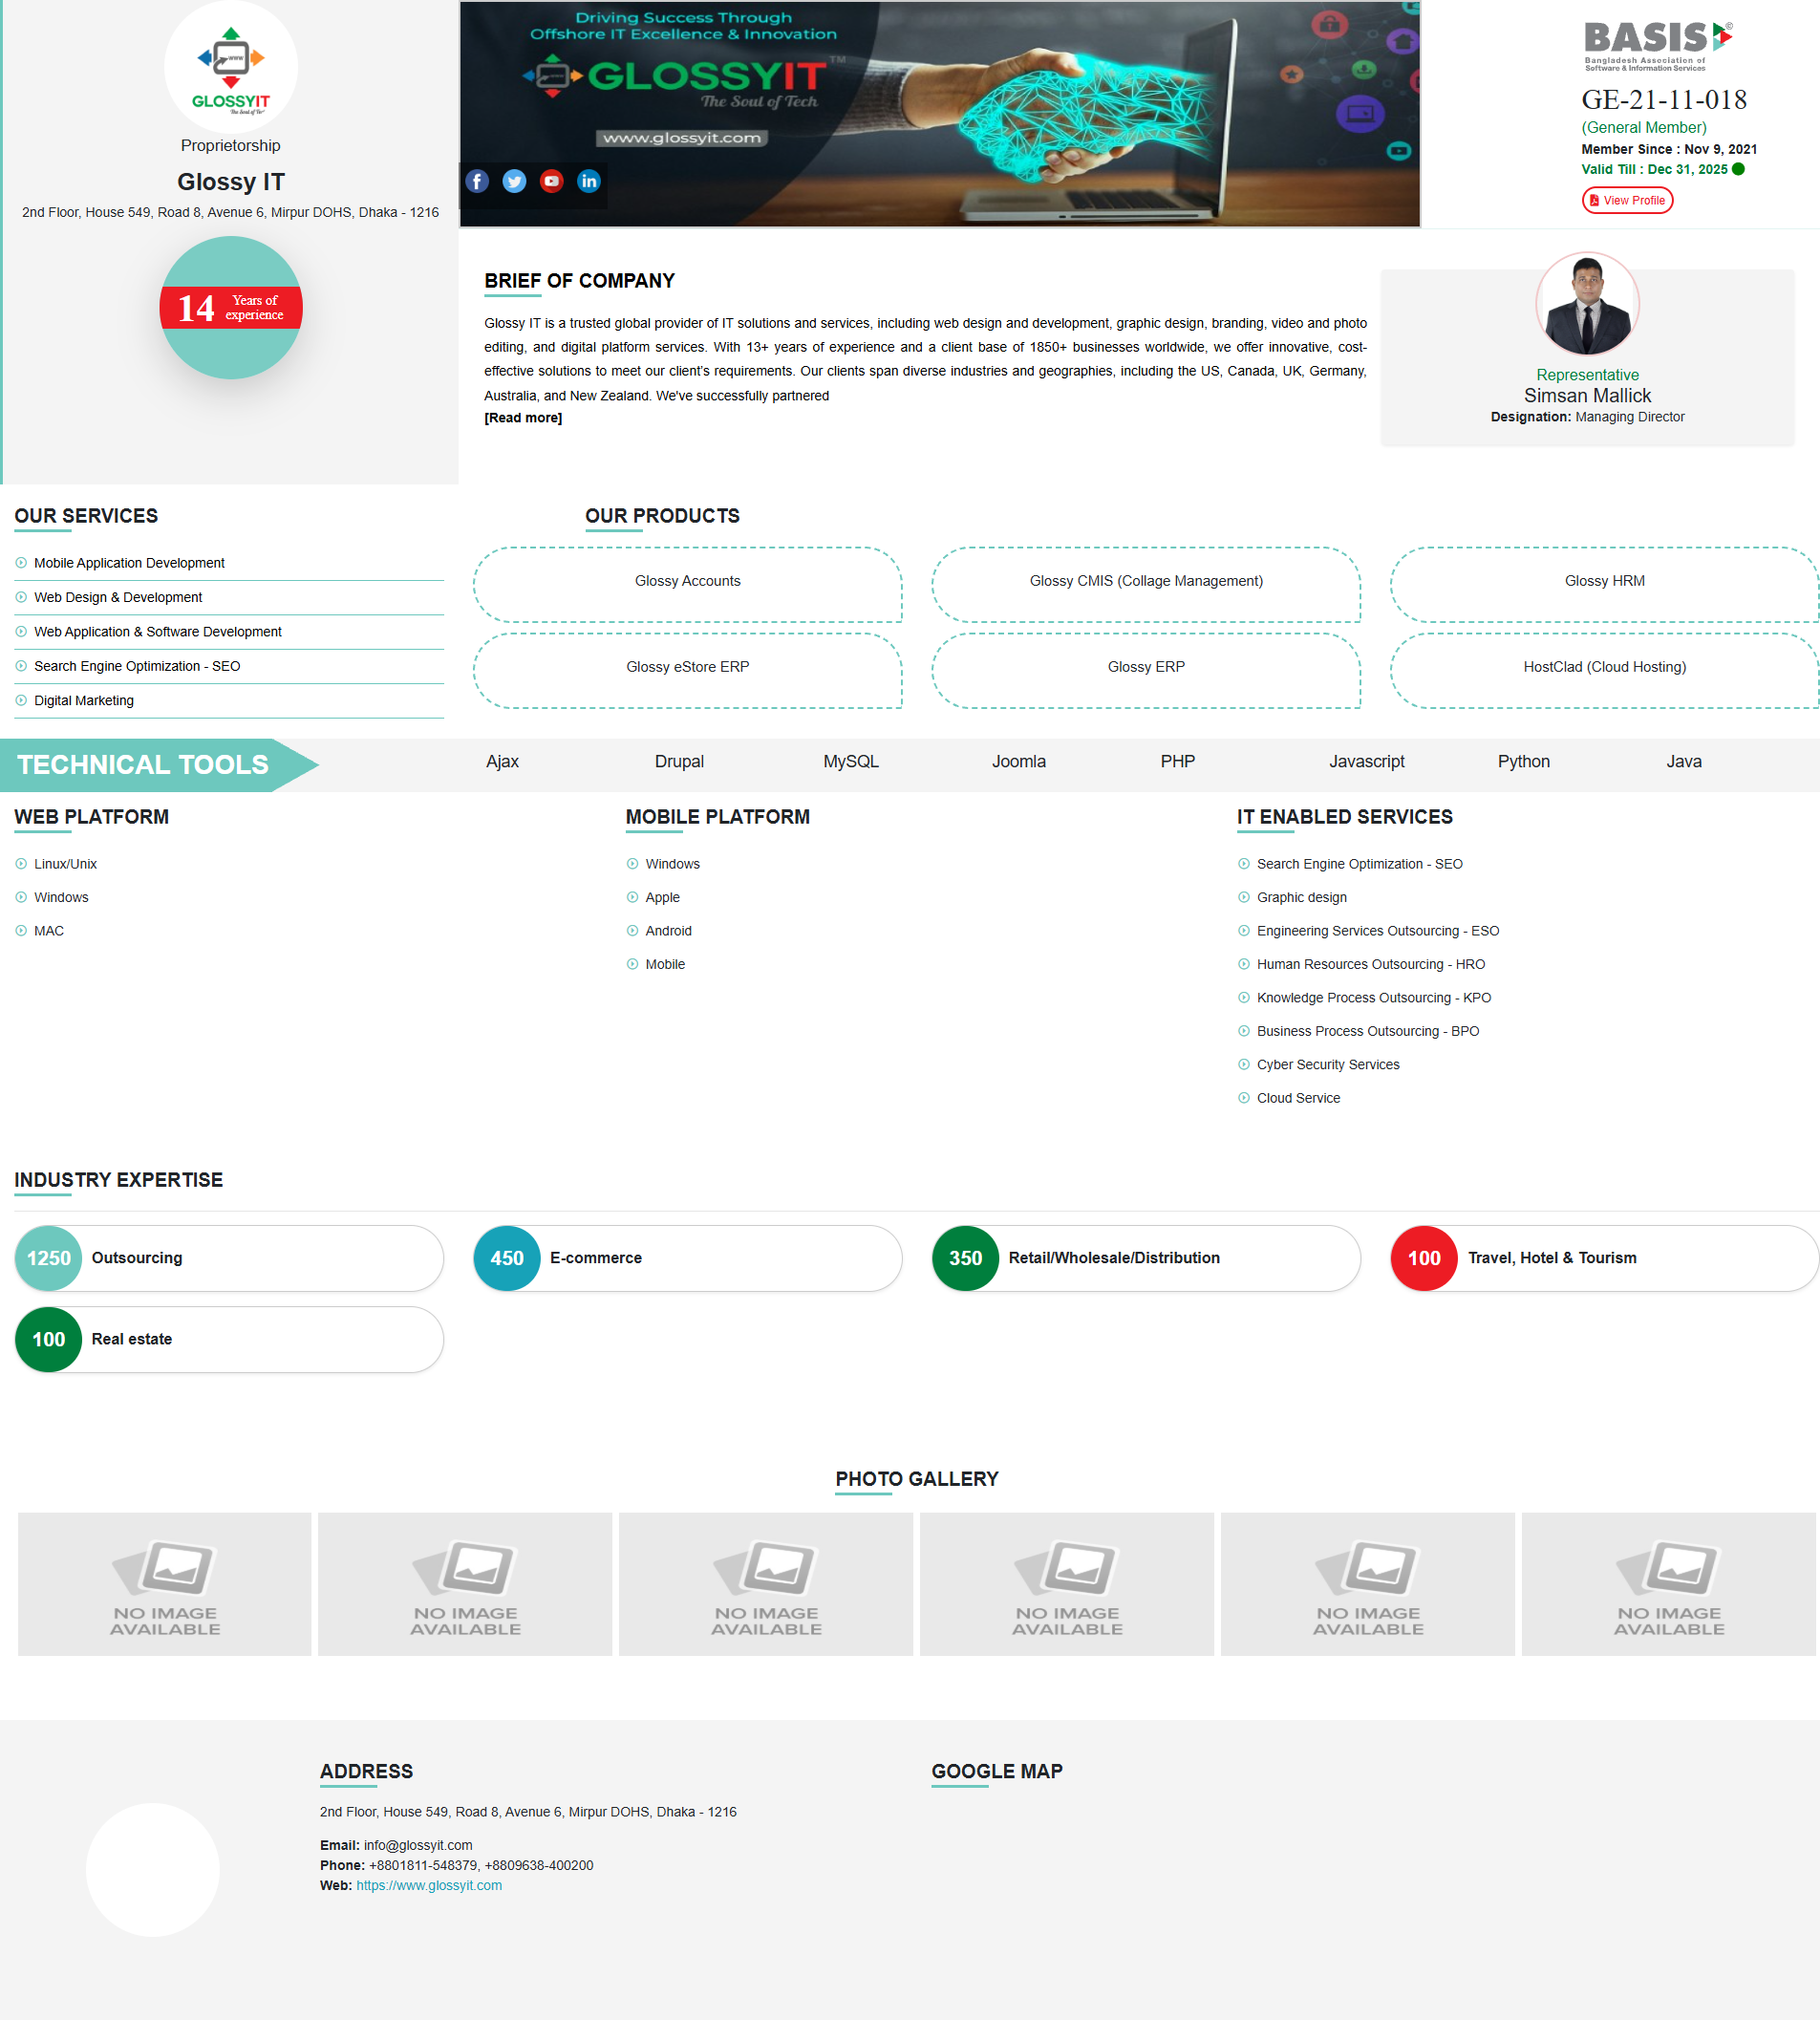 www
GLOSSYIT
The Soul of Tech
Proprietorship
Glossy IT
2nd Floor, House 549, Road 8, Avenue 6, Mirpur DOHS, Dhaka - 1216
14 Years of
experience
Driving Success Through
Offshore IT Excellence & Innovation
www
GLOSSYIT™
The Soul of Tech
www.glossyit.com
BASIS©
Bangladesh Association of
Software & Information Services
GE-21-11-018
(General Member)
Member Since : Nov 9, 2021
Valid Till : Dec 31, 2025
View Profile
BRIEF OF COMPANY
Glossy IT is a trusted global provider of IT solutions and services, including web design and development, graphic design, branding, video and photo
editing, and digital platform services. With 13+ years of experience and a client base of 1850+ businesses worldwide, we offer innovative, cost-
effective solutions to meet our client’s requirements. Our clients span diverse industries and geographies, including the US, Canada, UK, Germany,
Australia, and New Zealand. We've successfully partnered
[Read more]
Representative
Simsan Mallick
Designation: Managing Director
OUR SERVICES
Mobile Application Development
Web Design & Development
Web Application & Software Development
Search Engine Optimization - SEO
Digital Marketing
OUR PRODUCTS
Glossy Accounts
Glossy CMIS (Collage Management)
Glossy HRM
Glossy eStore ERP
Glossy ERP
HostClad (Cloud Hosting)
TECHNICAL TOOLS
Ajax Drupal MySQL Joomla PHP Javascript Python Java
WEB PLATFORM
Linux/Unix
Windows
MAC
MOBILE PLATFORM
Windows
Apple
Android
Mobile
IT ENABLED SERVICES
Search Engine Optimization - SEO
Graphic design
Engineering Services Outsourcing - ESO
Human Resources Outsourcing - HRO
Knowledge Process Outsourcing - KPO
Business Process Outsourcing - BPO
Cyber Security Services
Cloud Service
INDUSTRY EXPERTISE
1250 Outsourcing
450 E-commerce
350 Retail/Wholesale/Distribution
100 Travel, Hotel & Tourism
100 Real estate
PHOTO GALLERY
NO IMAGE
AVAILABLE
NO IMAGE
AVAILABLE
NO IMAGE
AVAILABLE
NO IMAGE
AVAILABLE
NO IMAGE
AVAILABLE
NO IMAGE
AVAILABLE
ADDRESS
2nd Floor, House 549, Road 8, Avenue 6, Mirpur DOHS, Dhaka - 1216
Email: info@glossyit.com
Phone: +8801811-548379, +8809638-400200
Web: https://www.glossyit.com
GOOGLE MAP